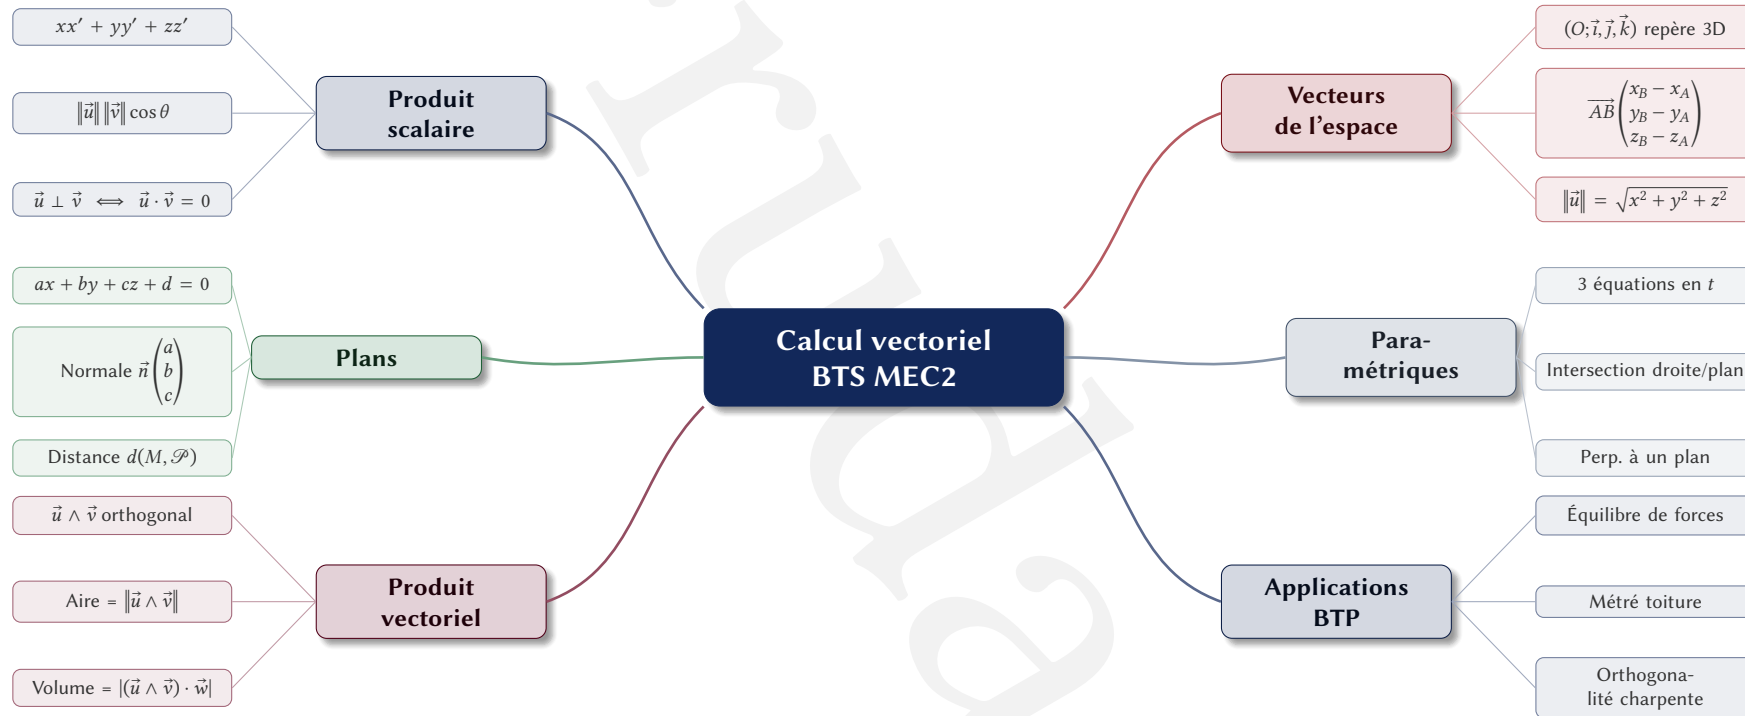 Calcul vectoriel
BTS MEC2
Produit
scalaire
xx′ + yy′ + zz′
‖u⃗‖ ‖v⃗‖ cos θ
u⃗ ⊥ v⃗ ⟺ u⃗ · v⃗ = 0
Plans
ax + by + cz + d = 0
Normale n⃗ (a
b
c)
Distance d(M, 𝒫)
Produit
vectoriel
u⃗ ∧ v⃗ orthogonal
Aire = ‖u⃗ ∧ v⃗‖
Volume = |(u⃗ ∧ v⃗) · w⃗|
Vecteurs
de l'espace
(O; i⃗, j⃗, k⃗) repère 3D
AB⃗ (x_B − x_A
y_B − y_A
z_B − z_A)
‖u⃗‖ = √(x² + y² + z²)
Para-
métriques
3 équations en t
Intersection droite/plan
Perp. à un plan
Applications
BTP
Équilibre de forces
Métré toiture
Orthogona-
lité charpente